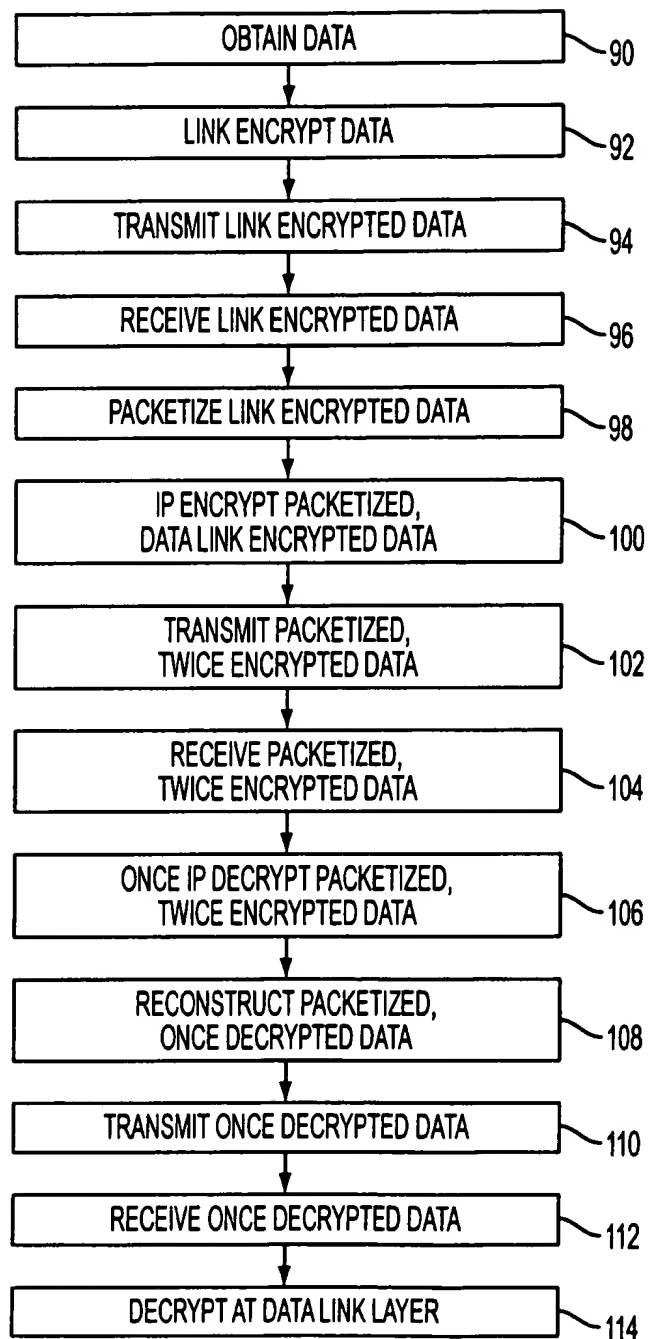 OBTAIN DATA
90
LINK ENCRYPT DATA
92
TRANSMIT LINK ENCRYPTED DATA
94
RECEIVE LINK ENCRYPTED DATA
96
PACKETIZE LINK ENCRYPTED DATA
98
IP ENCRYPT PACKETIZED,
DATA LINK ENCRYPTED DATA
100
TRANSMIT PACKETIZED,
TWICE ENCRYPTED DATA
102
RECEIVE PACKETIZED,
TWICE ENCRYPTED DATA
104
ONCE IP DECRYPT PACKETIZED,
TWICE ENCRYPTED DATA
106
RECONSTRUCT PACKETIZED,
ONCE DECRYPTED DATA
108
TRANSMIT ONCE DECRYPTED DATA
110
RECEIVE ONCE DECRYPTED DATA
112
DECRYPT AT DATA LINK LAYER
114